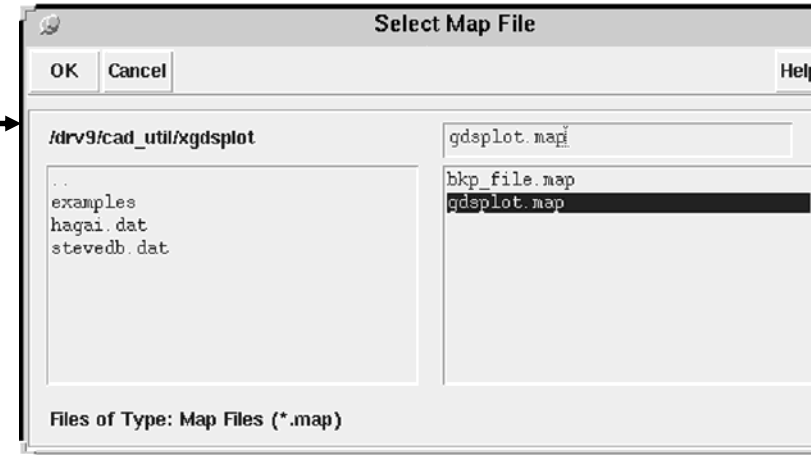 Select Map File
OK Cancel Help
/drv9/cad_util/xgdsplot gdsplot.map
..
examples
hagai.dat
stevedb.dat
bkp_file.map
gdsplot.map
Files of Type: Map Files (*.map)